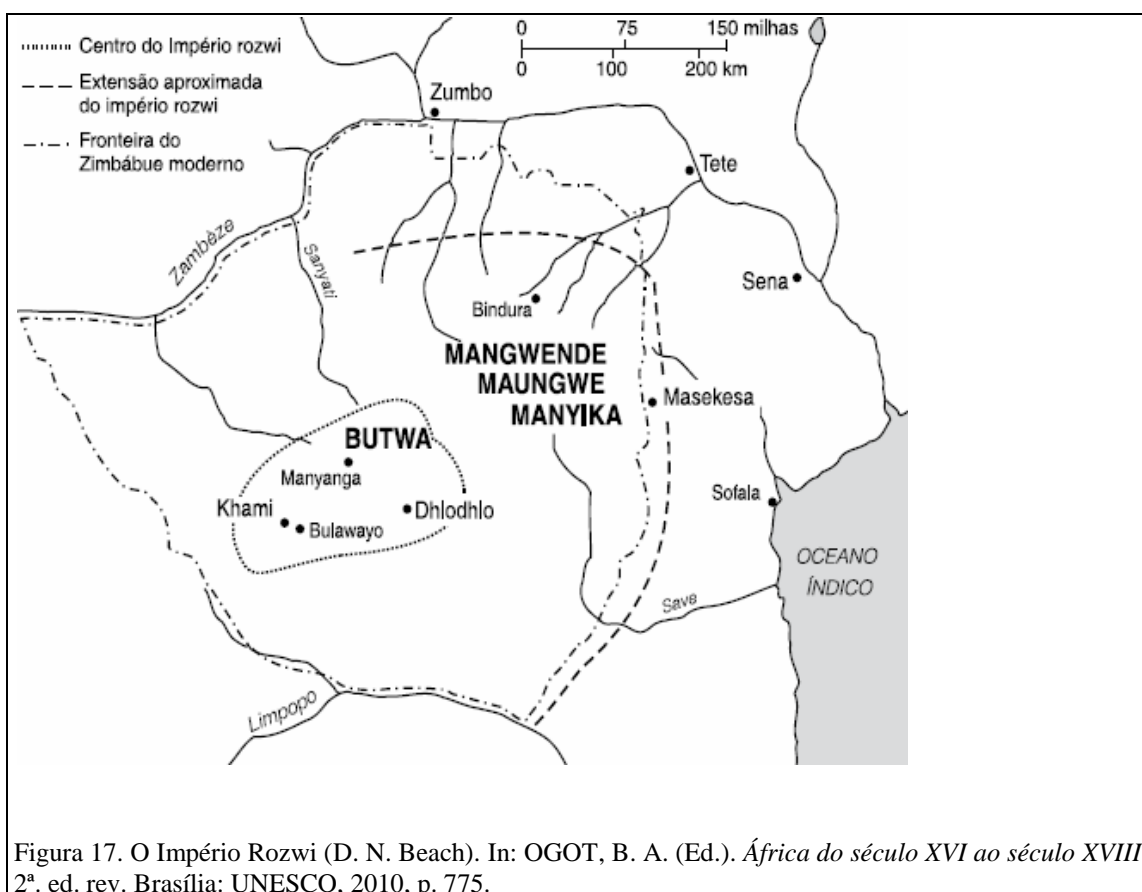 Centro do Império rozwi
Extensão aproximada
do império rozwi
Fronteira do
Zimbábue moderno
0 75 150 milhas
0 100 200 km
Zumbo
Tete
Zambèze
Sanyati
Sena
Bindura
MANGWENDE
MAUNGWE
MANYIKA
Masekesa
BUTWA
Manyanga
Khami
Bulawayo
Dhlodhlo
Sofala
OCEANO
ÍNDICO
Save
Limpopo
Figura 17. O Império Rozwi (D. N. Beach). In: OGOT, B. A. (Ed.). África do século XVI ao século XVIII
2ª. ed. rev. Brasília: UNESCO, 2010, p. 775.